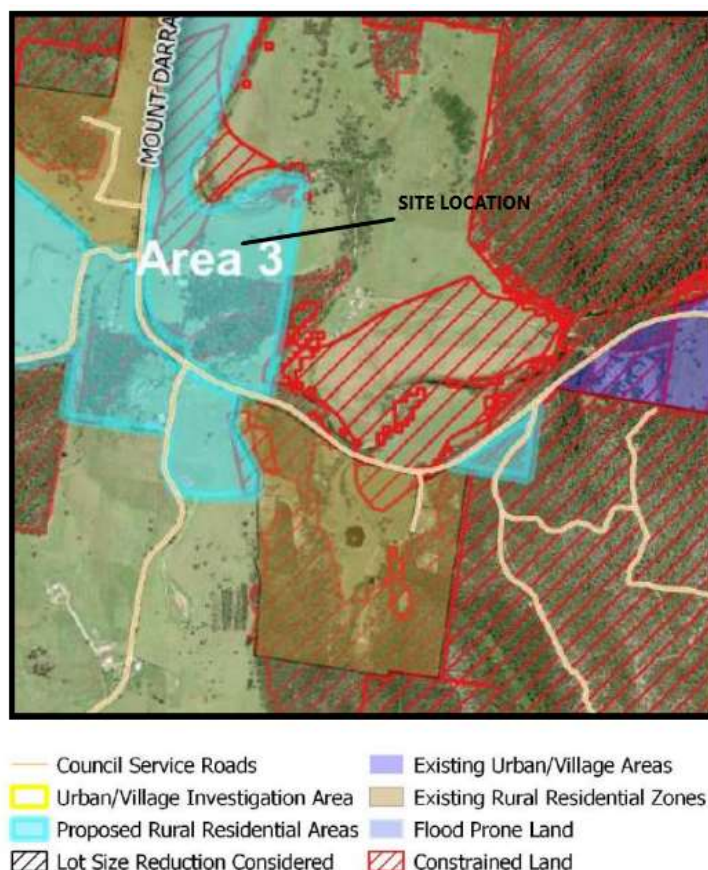 MOUNT DARRA
SITE LOCATION
Area 3
Council Service Roads
Urban/Village Investigation Area
Proposed Rural Residential Areas
Lot Size Reduction Considered
Existing Urban/Village Areas
Existing Rural Residential Zones
Flood Prone Land
Constrained Land